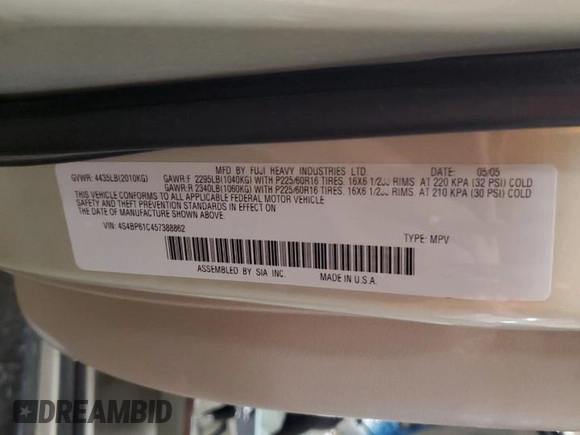 MFD BY FUJI HEAVY INDUSTRIES LTD. DATE: 05/05
GVWR: 4435LB(2010KG) GAWR:F 2295LB(1040KG) WITH P225/60R16 TIRES, 16X6 1/2JJ RIMS, AT 220 KPA (32 PSI) COLD
GAWR:R 2340LB(1060KG) WITH P225/60R16 TIRES, 16X6 1/2JJ RIMS, AT 210 KPA (30 PSI) COLD
THIS VEHICLE CONFORMS TO ALL APPLICABLE FEDERAL MOTOR VEHICLE
SAFETY AND THEFT PREVENTION STANDARDS IN EFFECT ON
THE DATE OF MANUFACTURE SHOWN ABOVE.
VIN: 4S4BP61C457388862 TYPE: MPV
ASSEMBLED BY SIA INC. MADE IN U.S.A.
DREAMBID